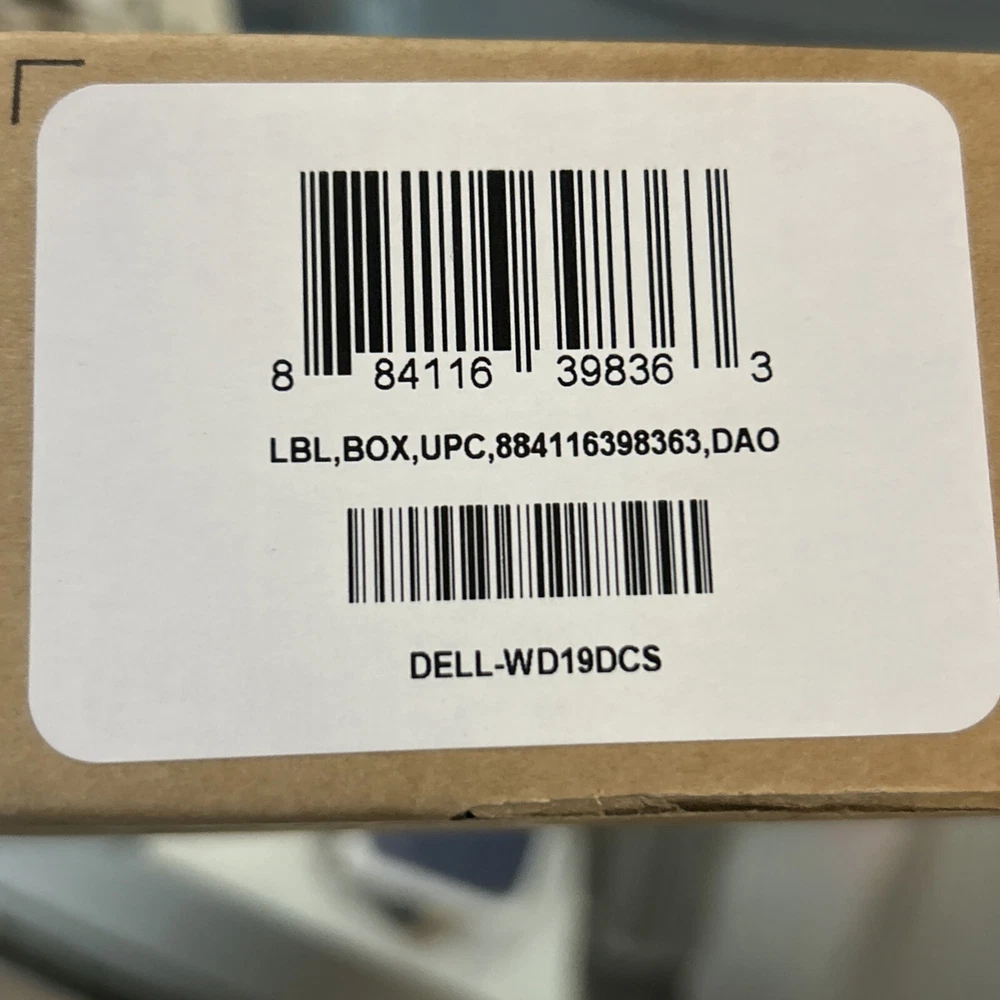 8 84116 39836 3
LBL,BOX,UPC,884116398363,DAO
DELL-WD19DCS